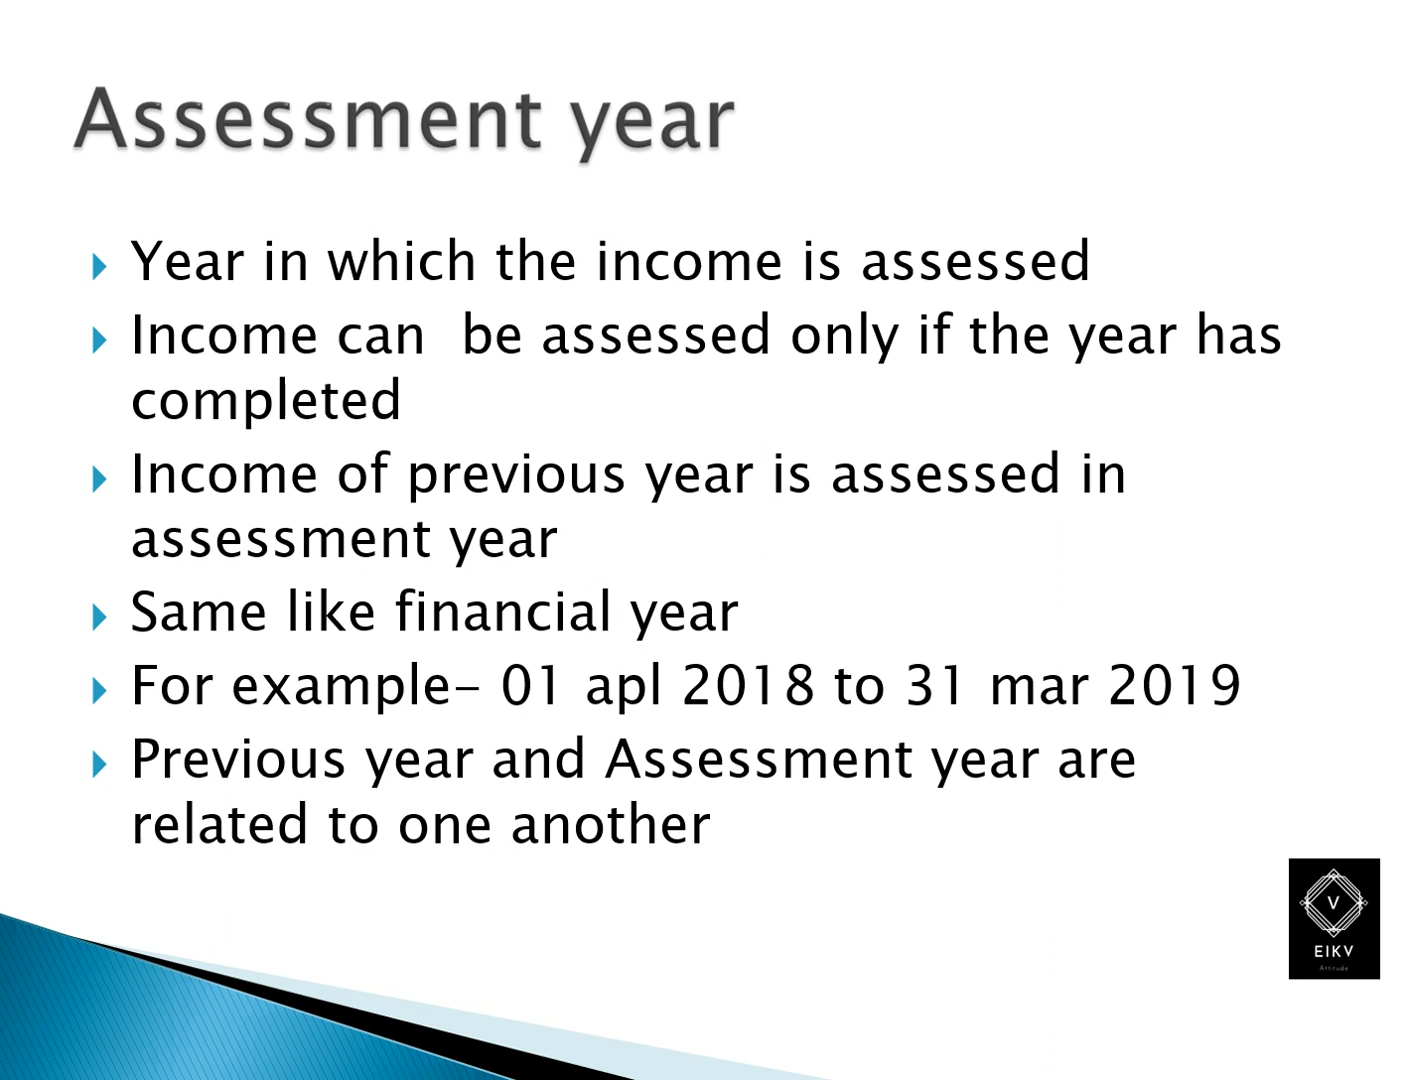 Assessment year
Year in which the income is assessed
Income can  be assessed only if the year has
completed
Income of previous year is assessed in
assessment year
Same like financial year
For example- 01 apl 2018 to 31 mar 2019
Previous year and Assessment year are
related to one another
V
EIKV
Attitude